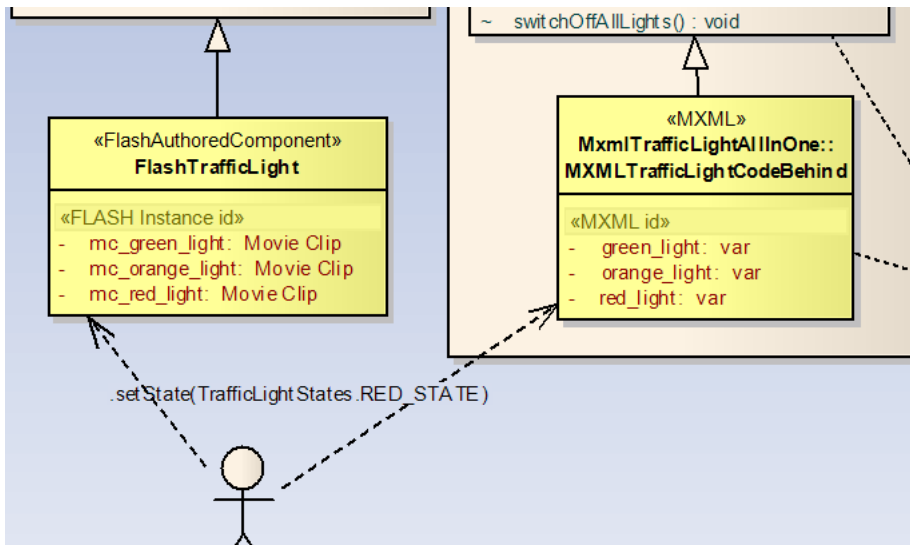 ~ switchOffAllLights() : void
«FlashAuthoredComponent»
FlashTrafficLight
«FLASH Instance id»
- mc_green_light: Movie Clip
- mc_orange_light: Movie Clip
- mc_red_light: Movie Clip
«MXML»
MxmlTrafficLightAllInOne::
MXMLTrafficLightCodeBehind
«MXML id»
- green_light: var
- orange_light: var
- red_light: var
.setState(TrafficLightStates.RED_STATE)